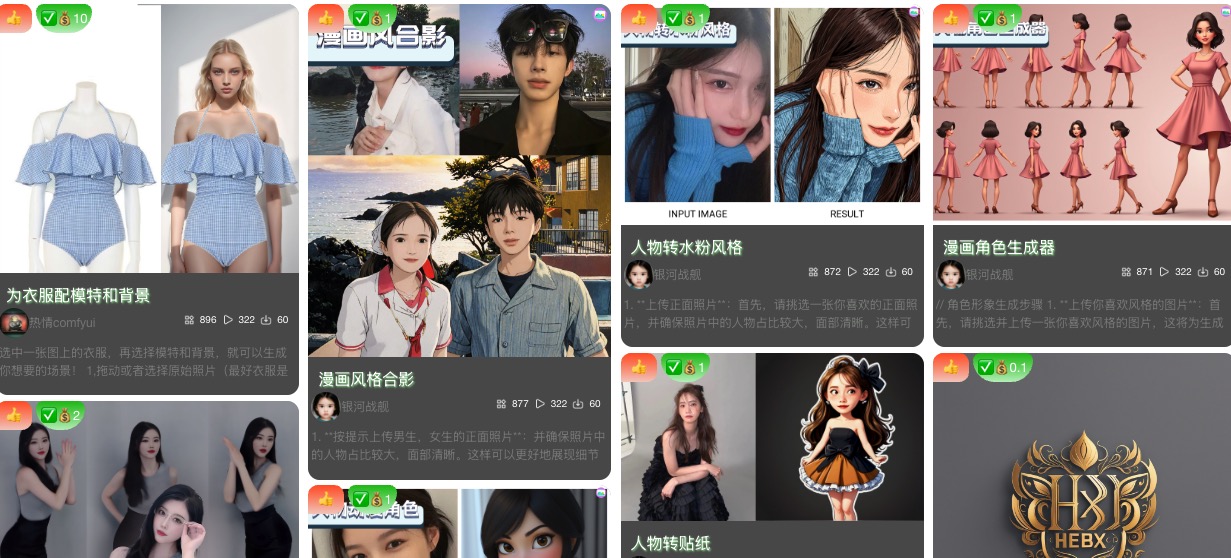 10
为衣服配模特和背景
热情comfyui
896 322 60
选中一张图上的衣服，再选择模特和背景，就可以生成
你想要的场景！ 1,拖动或者选择原始照片（最好衣服是
2
1
漫画风合影
漫画风格合影
银河战舰
877 322 60
1. **按提示上传男生，女生的正面照片**：并确保照片中
的人物占比较大，面部清晰，这样可以更好地展现细节
1
人物动漫角色
1
人物转水粉风格
INPUT IMAGE RESULT
人物转水粉风格
银河战舰
872 322 60
1. **上传正面照片**：首先，请挑选一张你喜欢的正面照
片，并确保照片中的人物占比较大，面部清晰。这样可
1
人物转贴纸
1
角色生成器
漫画角色生成器
银河战舰
871 322 60
// 角色形象生成步骤 1. **上传你喜欢风格的图片**：首
先，请挑选并上传一张你喜欢风格的图片，这将为生成
0.1
HEBX